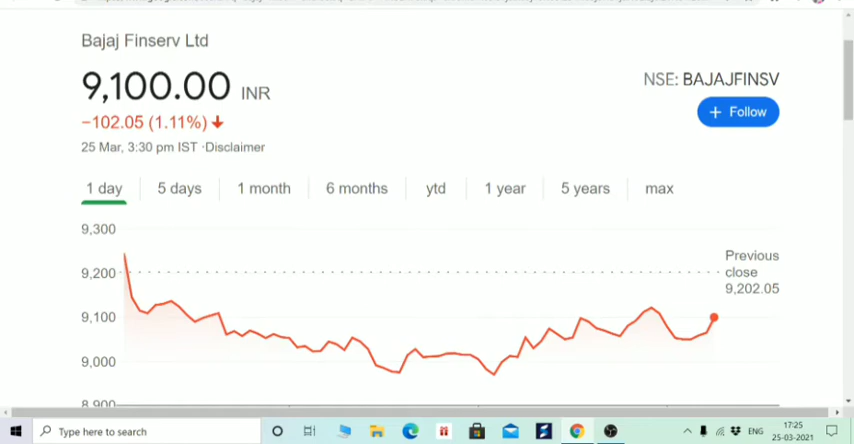 Bajaj Finserv Ltd
9,100.00 INR
NSE: BAJAJFINSV
−102.05 (1.11%)
+ Follow
25 Mar, 3:30 pm IST ·Disclaimer
1 day
5 days
1 month
6 months
ytd
1 year
5 years
max
9,300
9,200
9,100
9,000
8,900
Previous
close
9,202.05
Type here to search
ENG
17:25
25-03-2021